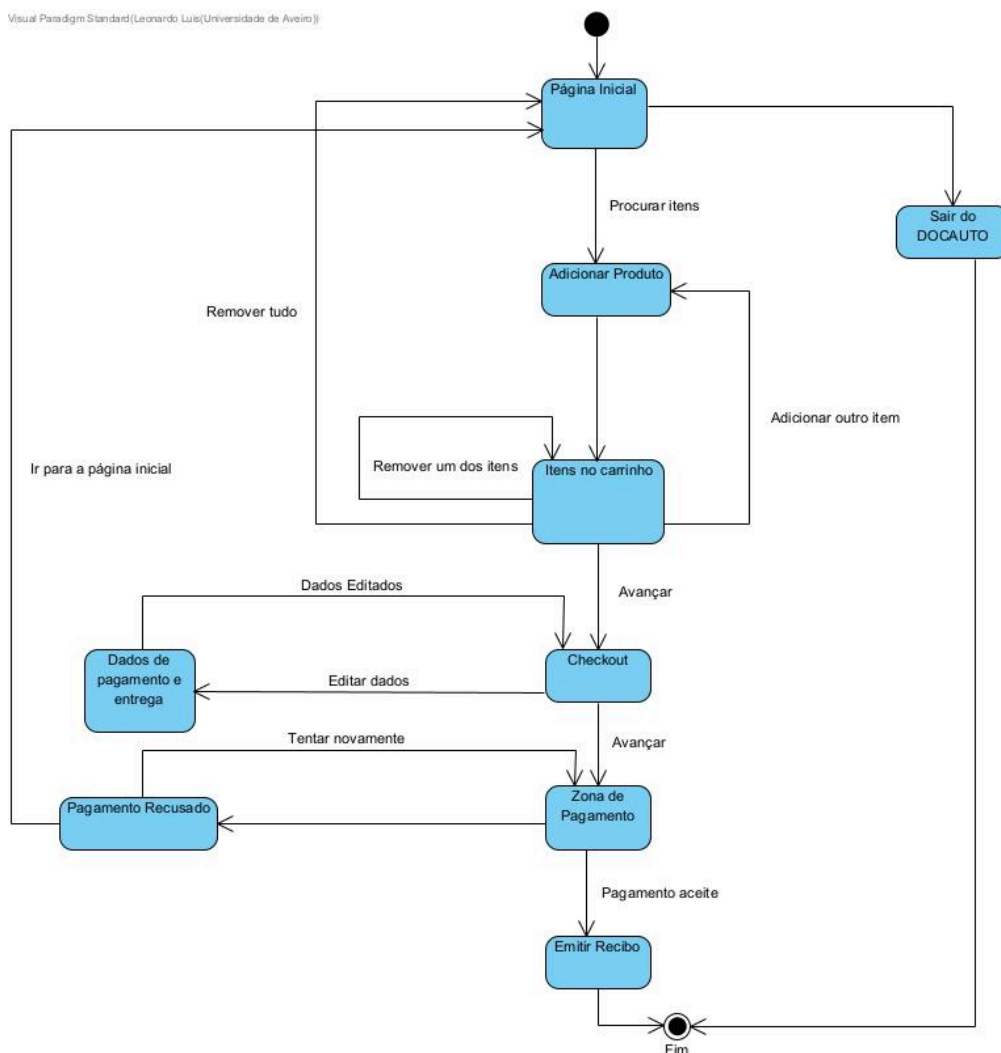 Visual Paradigm Standard(Leonardo Luis(Universidade de Aveiro))
Página Inicial
Procurar itens
Sair do
DOCAUTO
Adicionar Produto
Remover tudo
Adicionar outro item
Ir para a página inicial
Remover um dos itens
Itens no carrinho
Dados Editados
Avançar
Dados de
pagamento e
entrega
Editar dados
Checkout
Tentar novamente
Avançar
Pagamento Recusado
Zona de
Pagamento
Pagamento aceite
Emitir Recibo
Fim